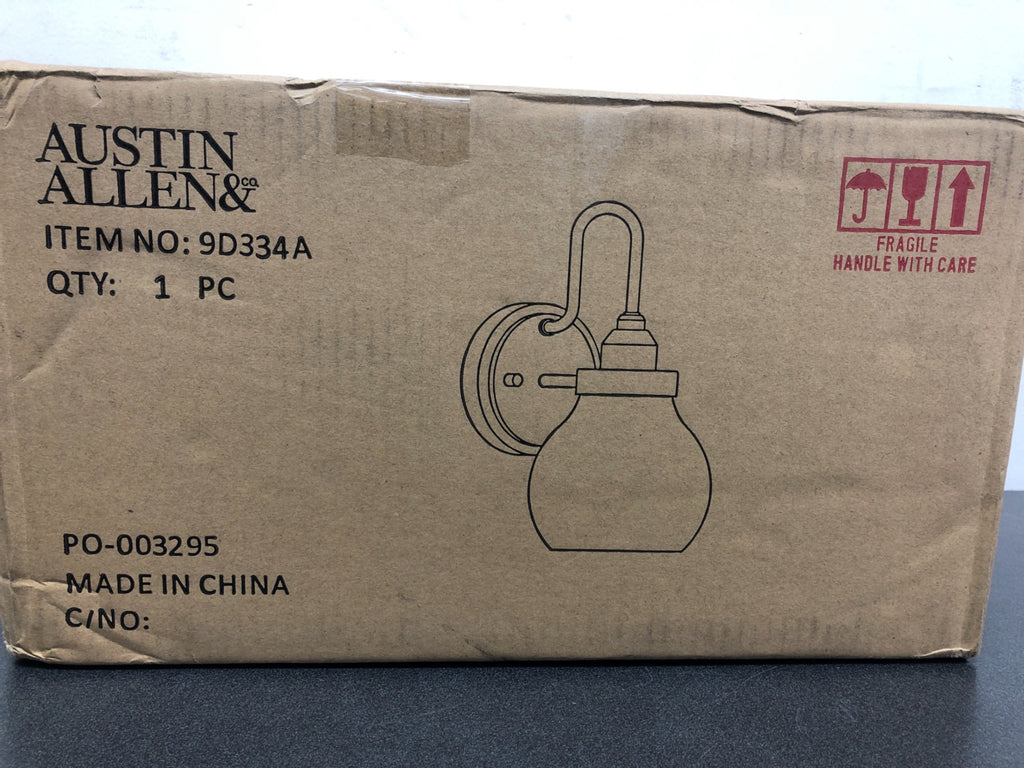 AUSTIN
ALLEN& CO.
ITEM NO: 9D334A
QTY: 1 PC
FRAGILE
HANDLE WITH CARE
PO-003295
MADE IN CHINA
C/NO: